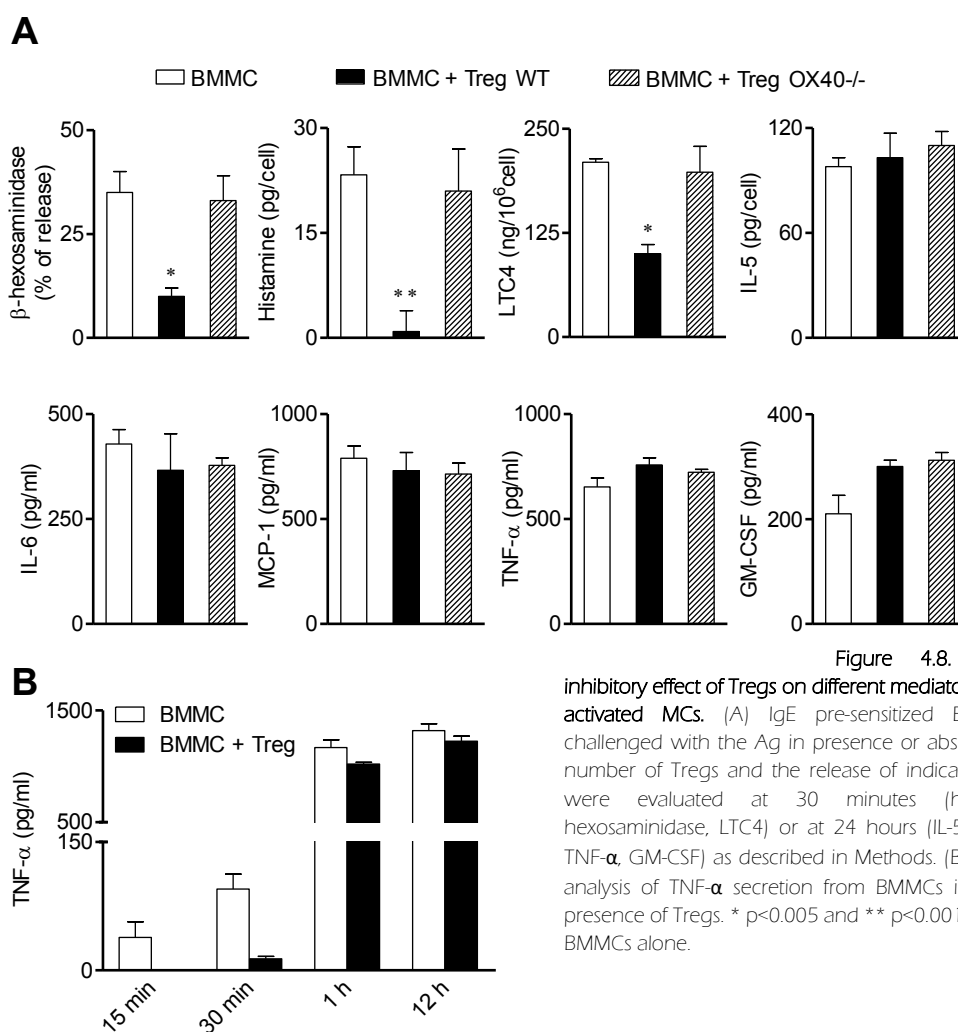 A
BMMC BMMC + Treg WT BMMC + Treg OX40-/-
β-hexosaminidase
(% of release)
50
25
0
*
Histamine (pg/cell)
30
15
0
**
LTC4 (ng/10⁶cell)
250
125
0
*
IL-5 (pg/cell)
120
60
0
IL-6 (pg/ml)
500
250
0
MCP-1 (pg/ml)
1000
500
0
TNF-α (pg/ml)
1000
500
0
GM-CSF (pg/ml)
400
200
0
B
BMMC
BMMC + Treg
TNF-α (pg/ml)
1500
500
150
0
15 min
30 min
1 h
12 h
Figure 4.8.
inhibitory effect of Tregs on different mediato
activated MCs. (A) IgE pre-sensitized B
challenged with the Ag in presence or abs
number of Tregs and the release of indica
were evaluated at 30 minutes (h
hexosaminidase, LTC4) or at 24 hours (IL-5
TNF-α, GM-CSF) as described in Methods. (B
analysis of TNF-α secretion from BMMCs i
presence of Tregs. * p<0.005 and ** p<0.001
BMMCs alone.